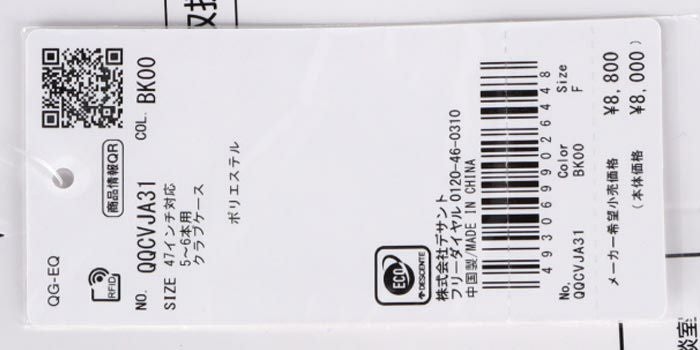 QG-EQ
RFID
商品情報QR
NO. QQCVJA31 COL. BK00
SIZE 47インチ対応
5～6本用
クラブケース
ポリエステル
ECO
DESCENTE
株式会社デサント
フリーダイヤル 0120-46-0310
中国製/MADE IN CHINA
4930699026448
No. Color Size
QQCVJA31 BK00 F
メーカー希望小売価格 ¥8,800
(本体価格 ¥8,000)
談室